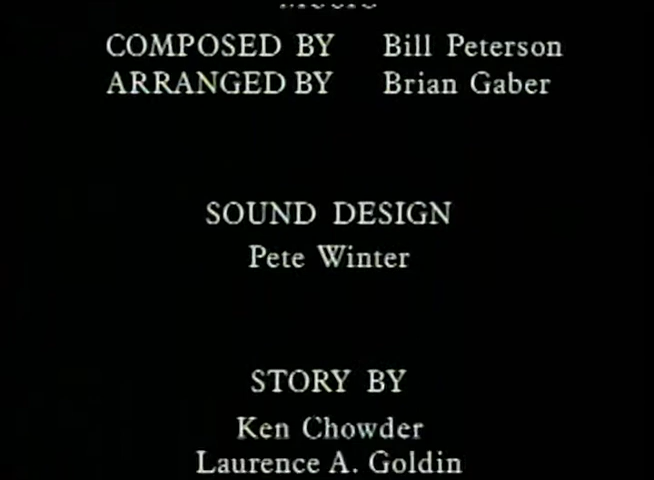 COMPOSED BY Bill Peterson
ARRANGED BY Brian Gaber
SOUND DESIGN
Pete Winter
STORY BY
Ken Chowder
Laurence A. Goldin